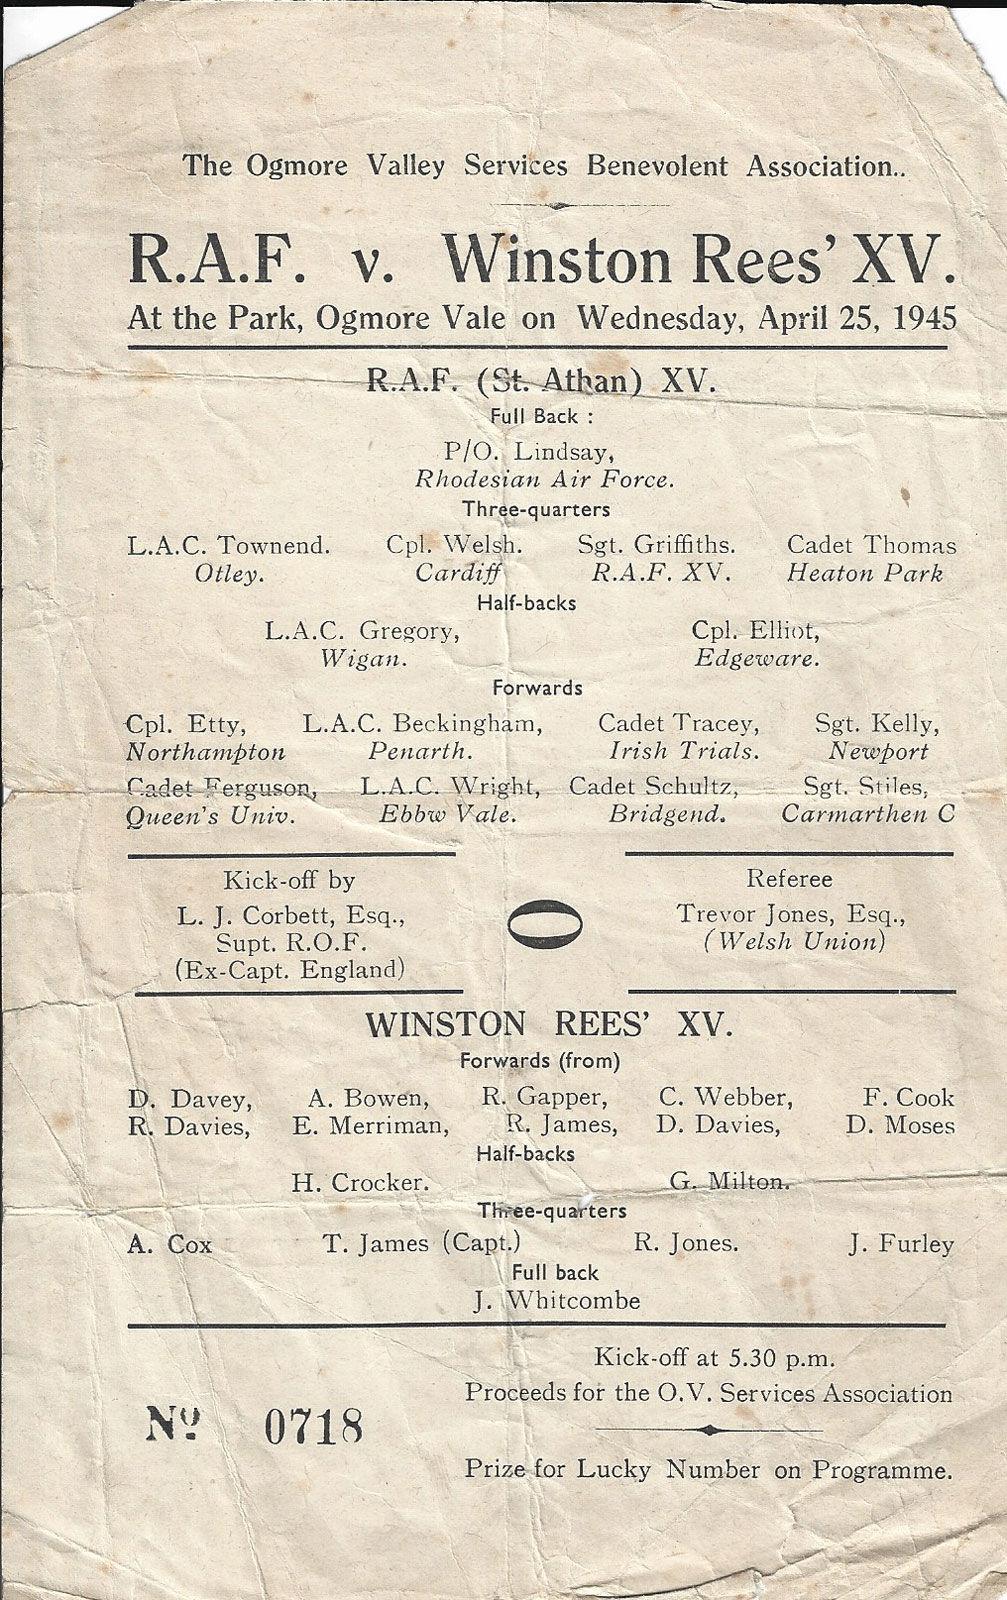 The Ogmore Valley Services Benevolent Association..
R.A.F. v. Winston Rees' XV.
At the Park, Ogmore Vale on Wednesday, April 25, 1945
R.A.F. (St. Athan) XV.
Full Back :
P/O. Lindsay,
Rhodesian Air Force.
Three-quarters
L.A.C. Townend. Cpl. Welsh. Sgt. Griffiths. Cadet Thomas
Otley. Cardiff R.A.F. XV. Heaton Park
Half-backs
L.A.C. Gregory, Cpl. Elliot,
Wigan. Edgeware.
Forwards
Cpl. Etty, L.A.C. Beckingham, Cadet Tracey, Sgt. Kelly,
Northampton Penarth. Irish Trials. Newport
Cadet Ferguson, L.A.C. Wright, Cadet Schultz, Sgt. Stiles,
Queen's Univ. Ebbw Vale. Bridgend. Carmarthen C
Kick-off by
L. J. Corbett, Esq.,
Supt. R.O.F.
(Ex-Capt. England)
Referee
Trevor Jones, Esq.,
(Welsh Union)
WINSTON REES' XV.
Forwards (from)
D. Davey, A. Bowen, R. Gapper, C. Webber, F. Cook
R. Davies, E. Merriman, R. James, D. Davies, D. Moses
Half-backs
H. Crocker. G. Milton.
Three-quarters
A. Cox T. James (Capt.) R. Jones. J. Furley
Full back
J. Whitcombe
Kick-off at 5.30 p.m.
Proceeds for the O.V. Services Association
No 0718
Prize for Lucky Number on Programme.